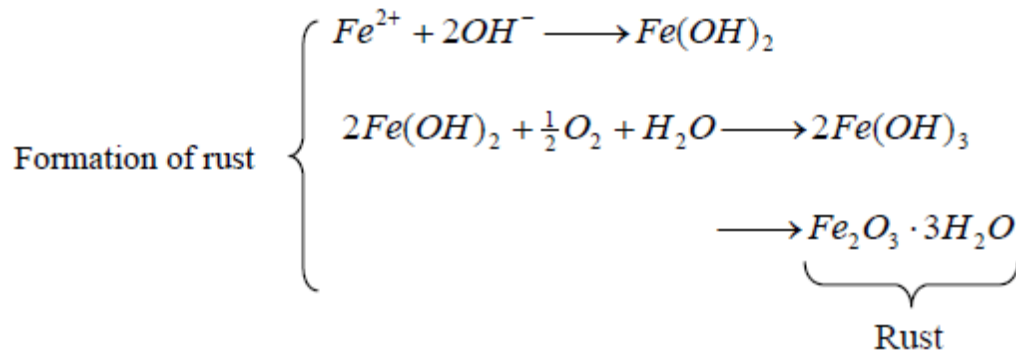 Fe²⁺ + 2OH⁻ ⟶ Fe(OH)₂
2Fe(OH)₂ + ½O₂ + H₂O ⟶ 2Fe(OH)₃
Formation of rust
⟶ Fe₂O₃ · 3H₂O
Rust